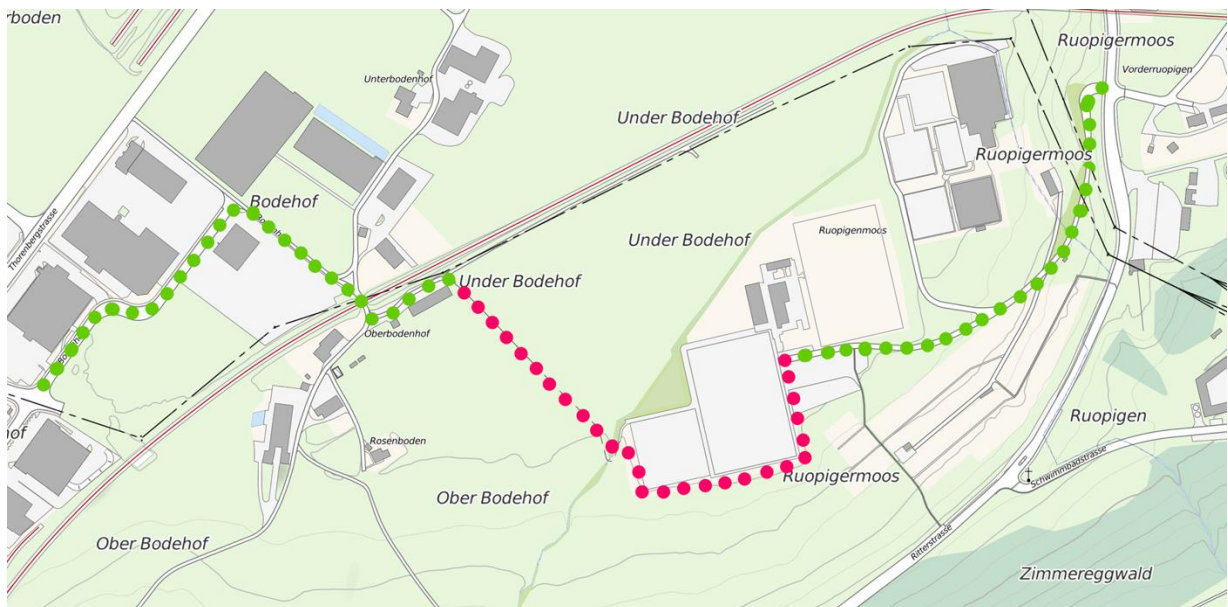 rboden
Ruopigermoos
Vorderruopigen
Unterbodenhof
Under Bodehof
Ruopigermoos
Bodehof
Thorenbergstrasse
Ruopigenmoos
Under Bodehof
Under Bodehof
Oberbodenhof
Ruopigen
hof
Rosenboden
Ruopigermoos
Schwimmbadstrasse
Ober Bodehof
Ritterstrasse
Ober Bodehof
Zimmereggwald